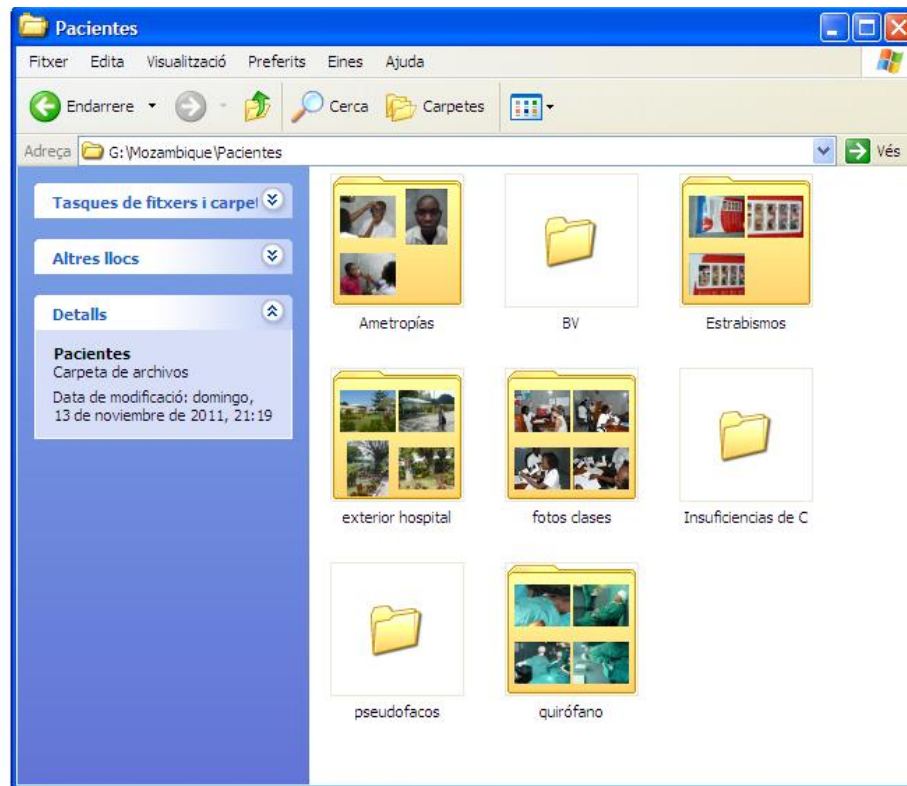 Pacientes
Fitxer Edita Visualització Preferits Eines Ajuda
Endarrere Cerca Carpetes
Adreça G:\Mozambique\Pacientes Vés
Tasques de fitxers i carpe
Altres llocs
Detalls
Pacientes
Carpeta de archivos
Data de modificació: domingo,
13 de noviembre de 2011, 21:19
Ametropías BV Estrabismos
exterior hospital fotos clases Insuficiencias de C
pseudofacos quirófano